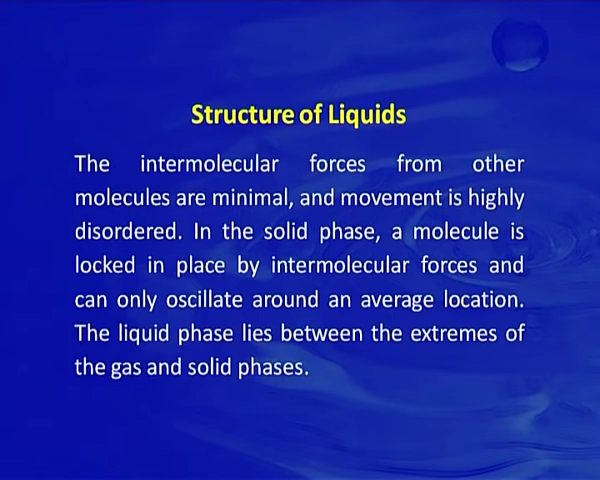 Structure of Liquids
The intermolecular forces from other
molecules are minimal, and movement is highly
disordered. In the solid phase, a molecule is
locked in place by intermolecular forces and
can only oscillate around an average location.
The liquid phase lies between the extremes of
the gas and solid phases.